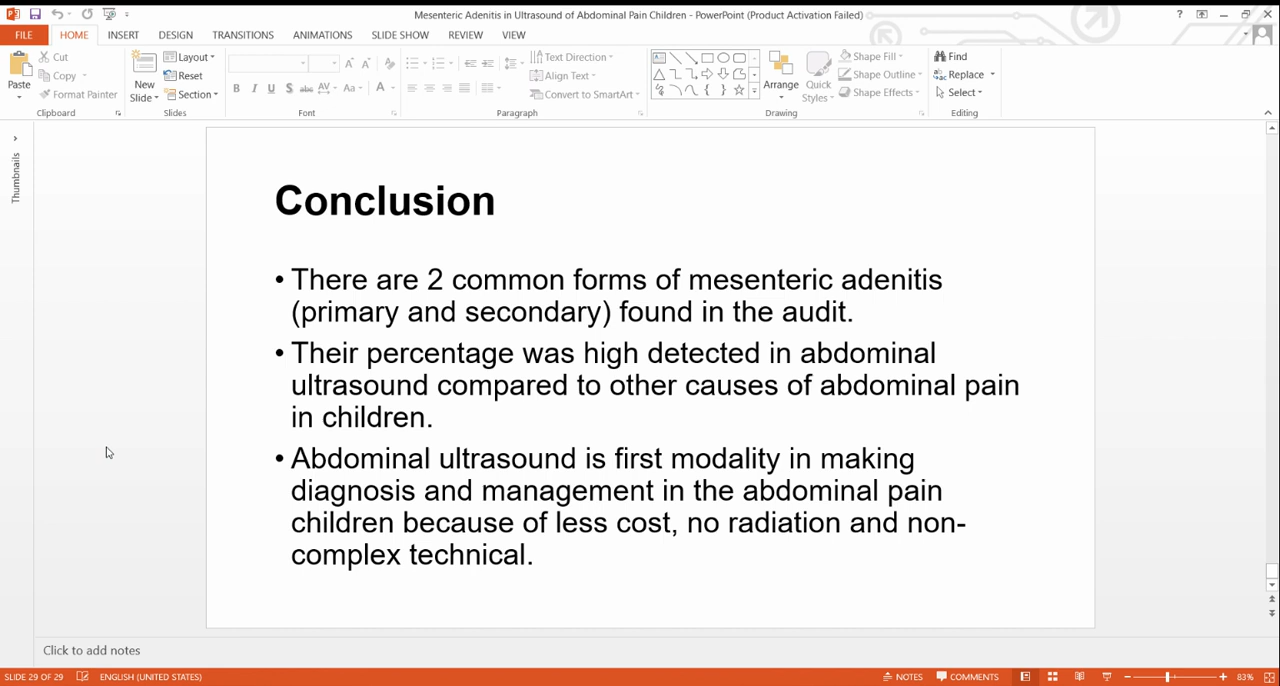 Mesenteric Adenitis in Ultrasound of Abdominal Pain Children - PowerPoint (Product Activation Failed)
FILE HOME INSERT DESIGN TRANSITIONS ANIMATIONS SLIDE SHOW REVIEW VIEW
Paste
Cut
Copy
Format Painter
Clipboard
New
Slide
Layout
Reset
Section
Slides
Font
Text Direction
Align Text
Convert to SmartArt
Paragraph
Arrange
Quick
Styles
Shape Fill
Shape Outline
Shape Effects
Drawing
Find
Replace
Select
Editing
Thumbnails
Conclusion
• There are 2 common forms of mesenteric adenitis
(primary and secondary) found in the audit.
• Their percentage was high detected in abdominal
ultrasound compared to other causes of abdominal pain
in children.
• Abdominal ultrasound is first modality in making
diagnosis and management in the abdominal pain
children because of less cost, no radiation and non-
complex technical.
Click to add notes
SLIDE 29 OF 29 ENGLISH (UNITED STATES) NOTES COMMENTS 83%